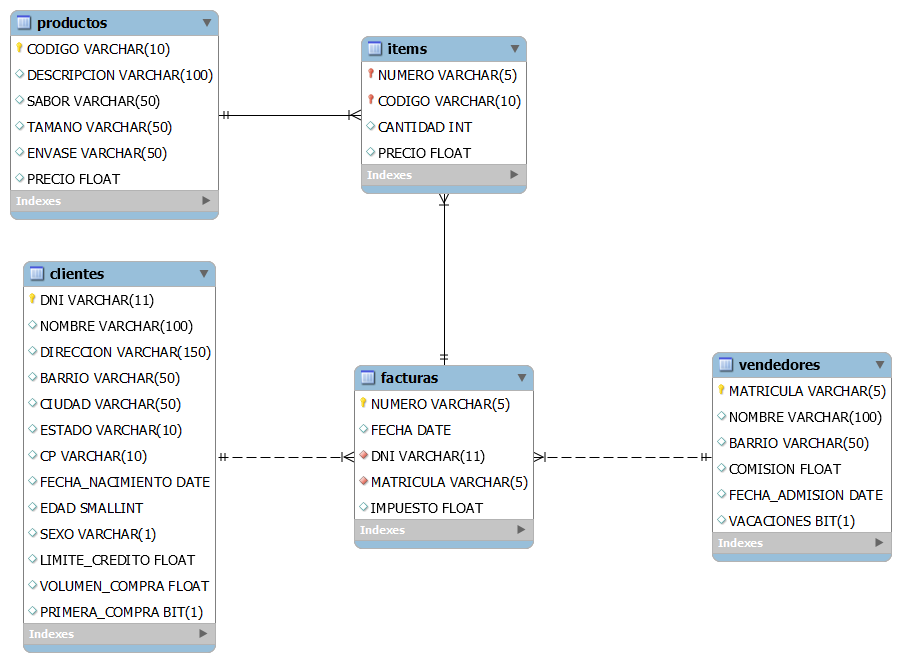 productos
CODIGO VARCHAR(10)
DESCRIPCION VARCHAR(100)
SABOR VARCHAR(50)
TAMANO VARCHAR(50)
ENVASE VARCHAR(50)
PRECIO FLOAT
Indexes
items
NUMERO VARCHAR(5)
CODIGO VARCHAR(10)
CANTIDAD INT
PRECIO FLOAT
Indexes
clientes
DNI VARCHAR(11)
NOMBRE VARCHAR(100)
DIRECCION VARCHAR(150)
BARRIO VARCHAR(50)
CIUDAD VARCHAR(50)
ESTADO VARCHAR(10)
CP VARCHAR(10)
FECHA_NACIMIENTO DATE
EDAD SMALLINT
SEXO VARCHAR(1)
LIMITE_CREDITO FLOAT
VOLUMEN_COMPRA FLOAT
PRIMERA_COMPRA BIT(1)
Indexes
facturas
NUMERO VARCHAR(5)
FECHA DATE
DNI VARCHAR(11)
MATRICULA VARCHAR(5)
IMPUESTO FLOAT
Indexes
vendedores
MATRICULA VARCHAR(5)
NOMBRE VARCHAR(100)
BARRIO VARCHAR(50)
COMISION FLOAT
FECHA_ADMISION DATE
VACACIONES BIT(1)
Indexes